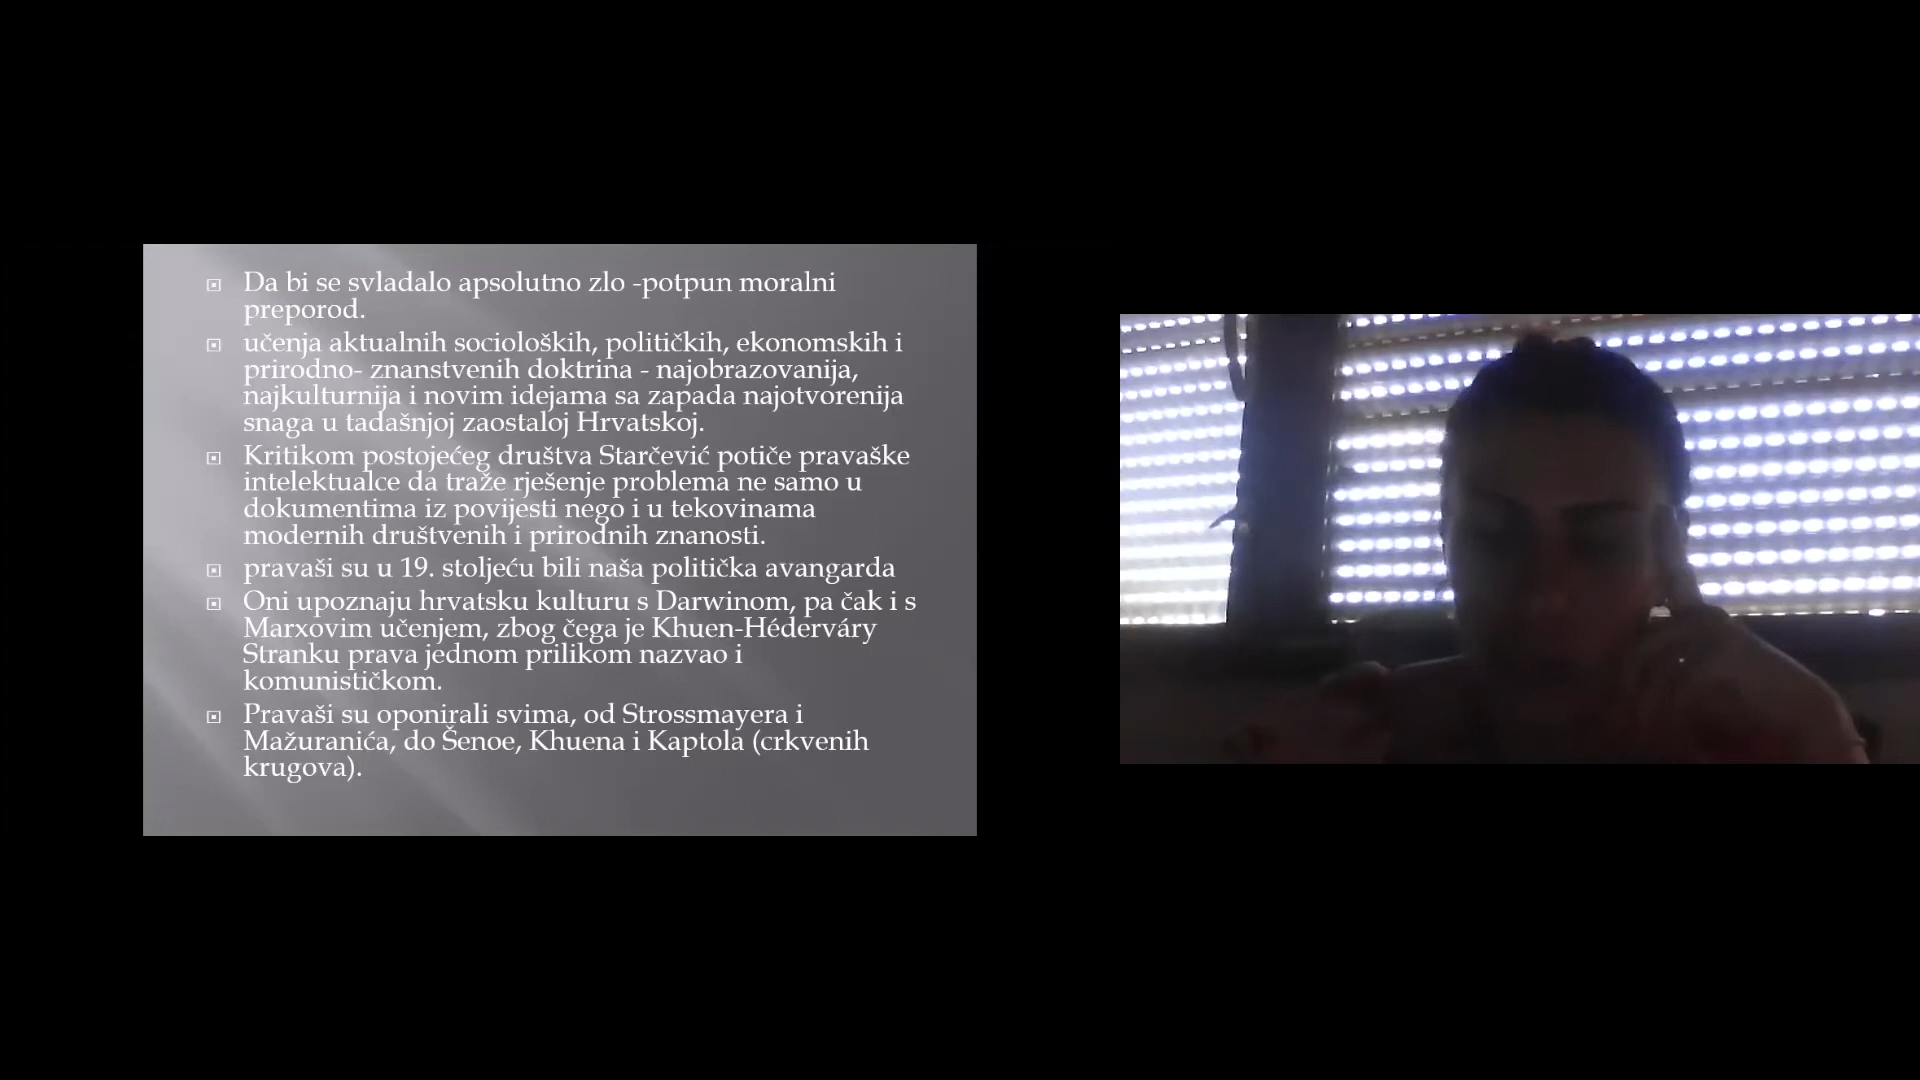 Da bi se svladalo apsolutno zlo -potpun moralni
preporod.
učenja aktualnih socioloških, političkih, ekonomskih i
prirodno- znanstvenih doktrina - najobrazovanija,
najkulturnija i novim idejama sa zapada najotvorenija
snaga u tadašnjoj zaostaloj Hrvatskoj.
Kritikom postojećeg društva Starčević potiče pravaške
intelektualce da traže rješenje problema ne samo u
dokumentima iz povijesti nego i u tekovinama
modernih društvenih i prirodnih znanosti.
pravaši su u 19. stoljeću bili naša politička avangarda
Oni upoznaju hrvatsku kulturu s Darwinom, pa čak i s
Marxovim učenjem, zbog čega je Khuen-Héderváry
Stranku prava jednom prilikom nazvao i
komunističkom.
Pravaši su oponirali svima, od Strossmayera i
Mažuranića, do Šenoe, Khuena i Kaptola (crkvenih
krugova).